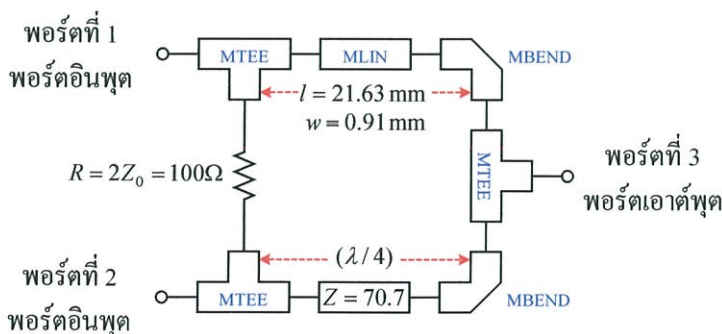 พอร์ตที่ 1
พอร์ตอินพุต
MTEE
MLIN
MBEND
l = 21.63 mm
w = 0.91 mm
R = 2Z₀ = 100Ω
MTEE
พอร์ตที่ 3
พอร์ตเอาต์พุต
พอร์ตที่ 2
พอร์ตอินพุต
(λ/4)
MTEE
Z = 70.7
MBEND